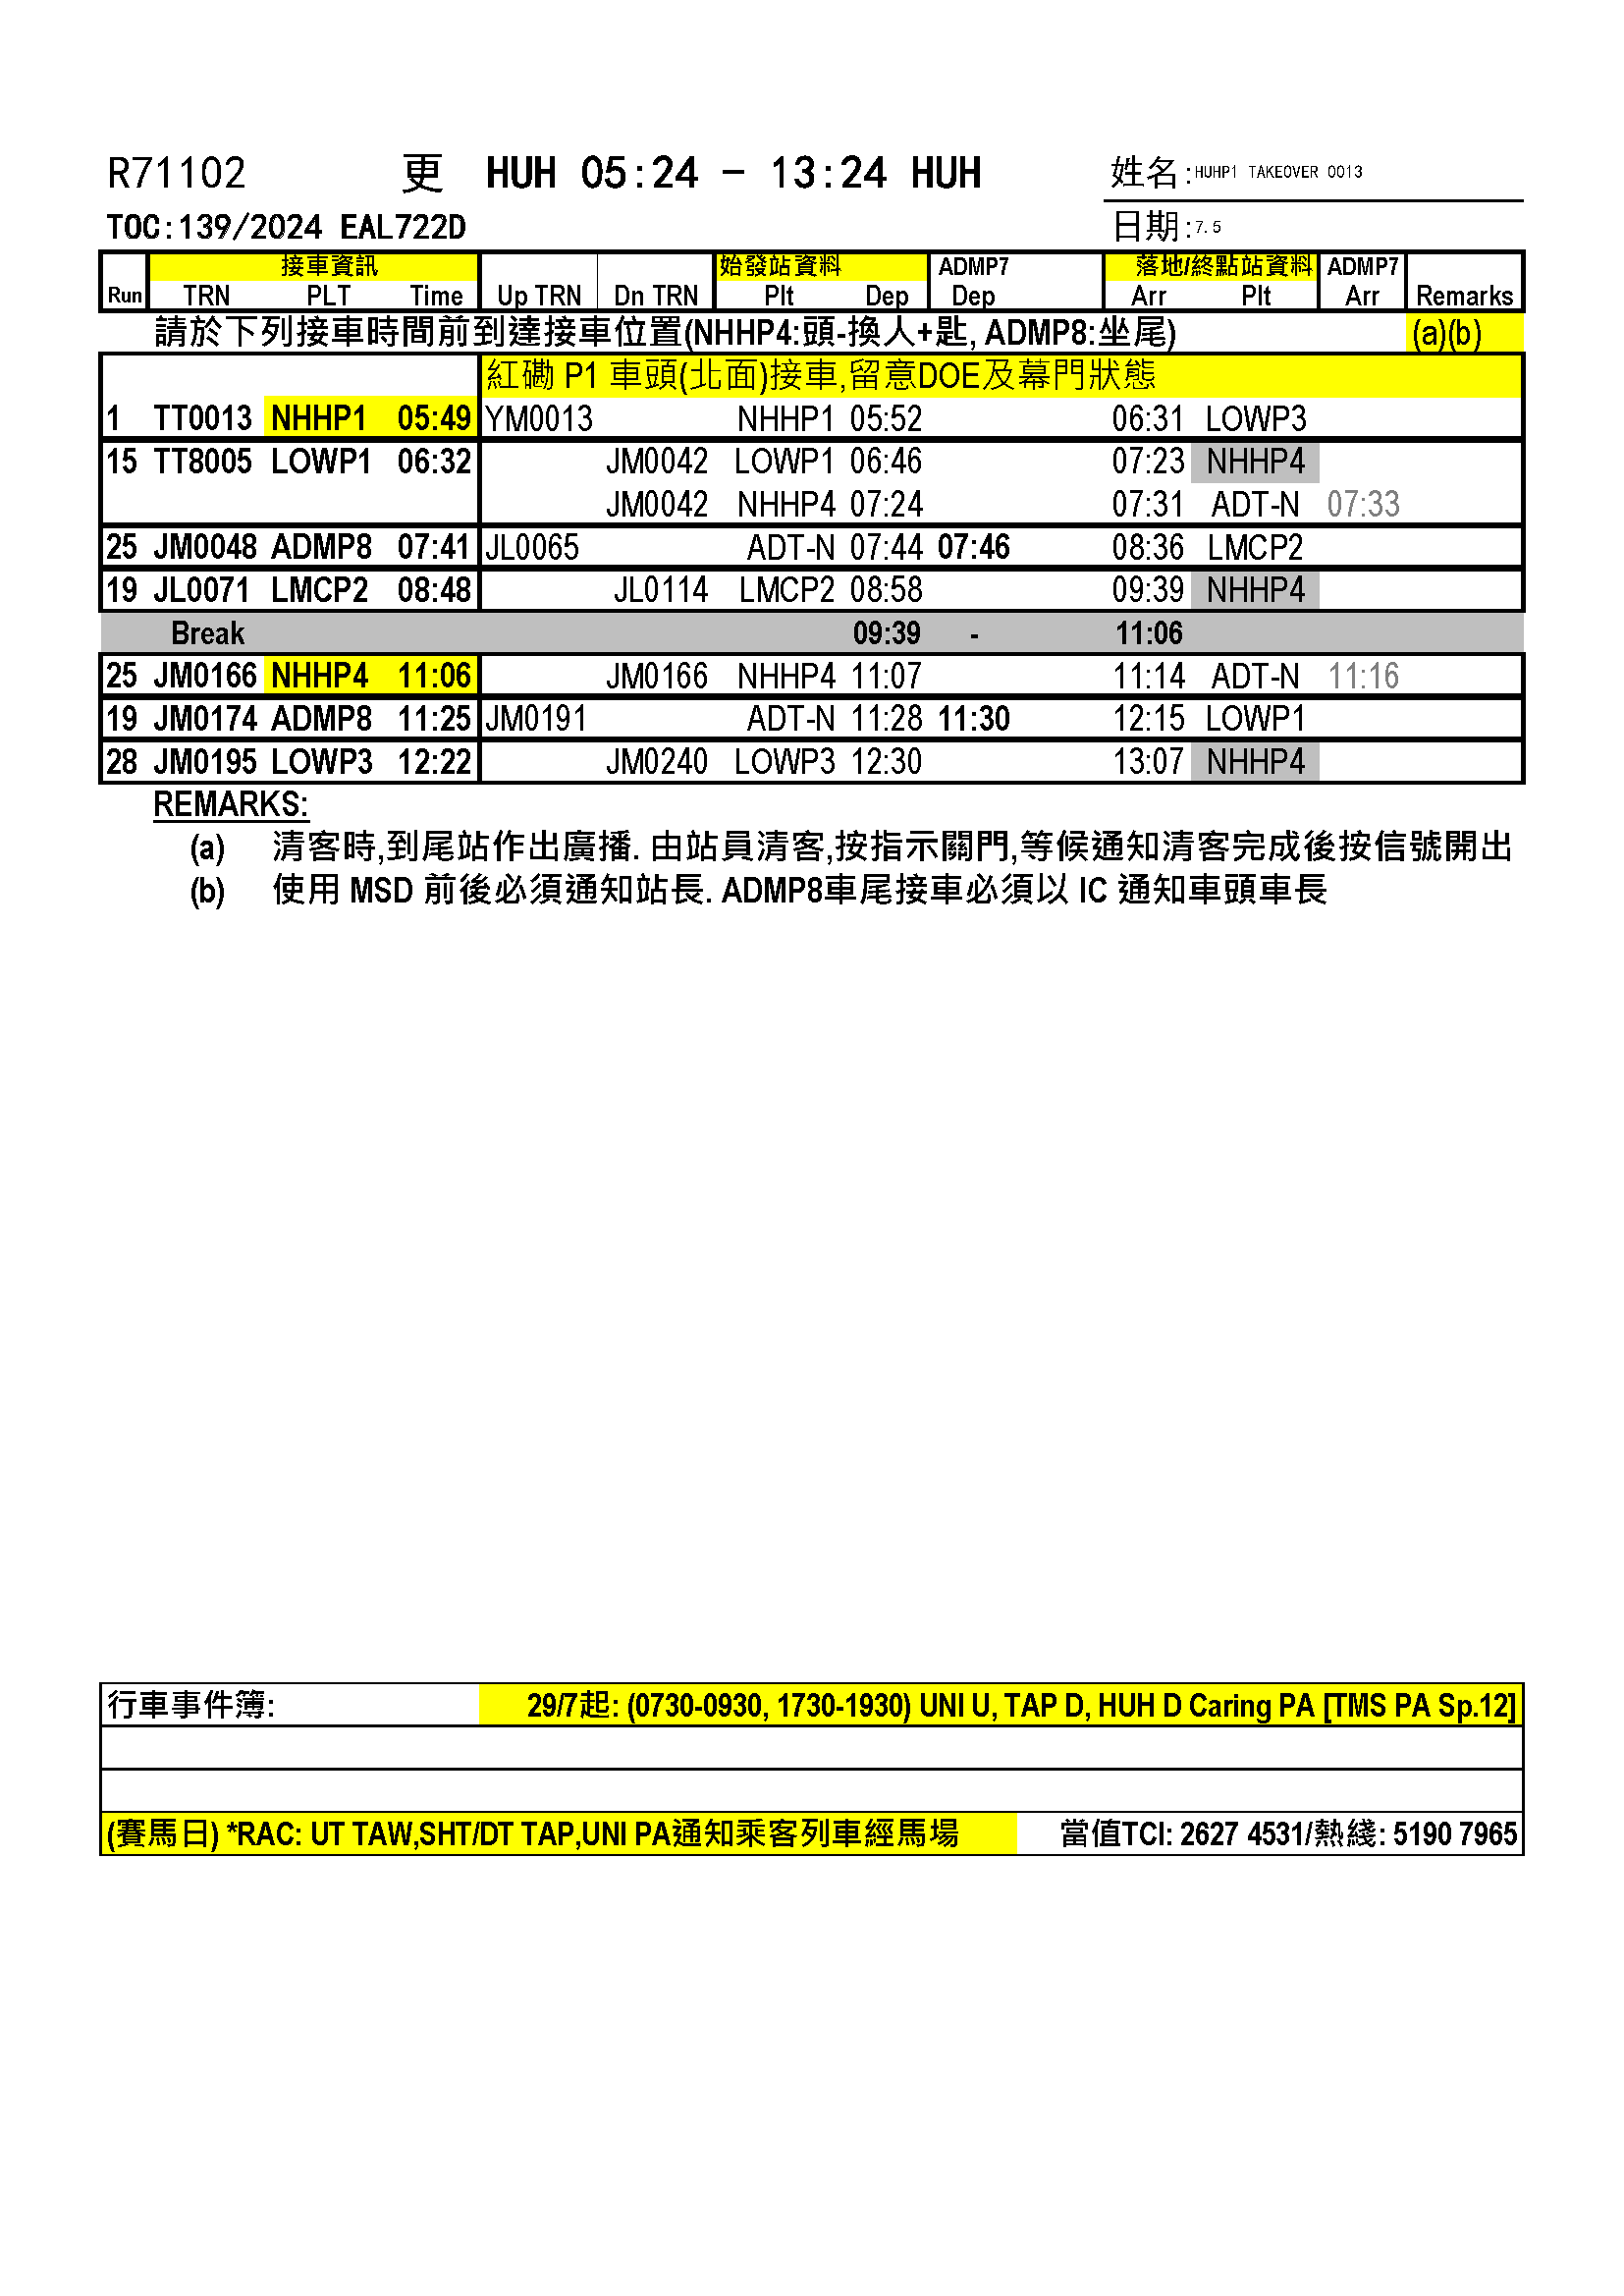 R71102 更 HUH 05:24 - 13:24 HUH 姓名:HUHP1 TAKEOVER 0013
TOC:139/2024 EAL722D 日期:7.5
接車資訊 始發站資料 ADMP7 落地/終點站資料 ADMP7
Run TRN PLT Time Up TRN Dn TRN Plt Dep Dep Arr Plt Arr Remarks
請於下列接車時間前到達接車位置(NHHP4:頭-換人+匙, ADMP8:坐尾) (a)(b)
紅磡 P1 車頭(北面)接車,留意DOE及幕門狀態
1 TT0013 NHHP1 05:49 YM0013 NHHP1 05:52 06:31 LOWP3
15 TT8005 LOWP1 06:32 JM0042 LOWP1 06:46 07:23 NHHP4
JM0042 NHHP4 07:24 07:31 ADT-N 07:33
25 JM0048 ADMP8 07:41 JL0065 ADT-N 07:44 07:46 08:36 LMCP2
19 JL0071 LMCP2 08:48 JL0114 LMCP2 08:58 09:39 NHHP4
Break 09:39 - 11:06
25 JM0166 NHHP4 11:06 JM0166 NHHP4 11:07 11:14 ADT-N 11:16
19 JM0174 ADMP8 11:25 JM0191 ADT-N 11:28 11:30 12:15 LOWP1
28 JM0195 LOWP3 12:22 JM0240 LOWP3 12:30 13:07 NHHP4
REMARKS:
(a) 清客時,到尾站作出廣播. 由站員清客,按指示關門,等候通知清客完成後按信號開出
(b) 使用 MSD 前後必須通知站長. ADMP8車尾接車必須以 IC 通知車頭車長
行車事件簿: 29/7起: (0730-0930, 1730-1930) UNI U, TAP D, HUH D Caring PA [TMS PA Sp.12]
(賽馬日) *RAC: UT TAW,SHT/DT TAP,UNI PA通知乘客列車經馬場 當值TCI: 2627 4531/熱綫: 5190 7965